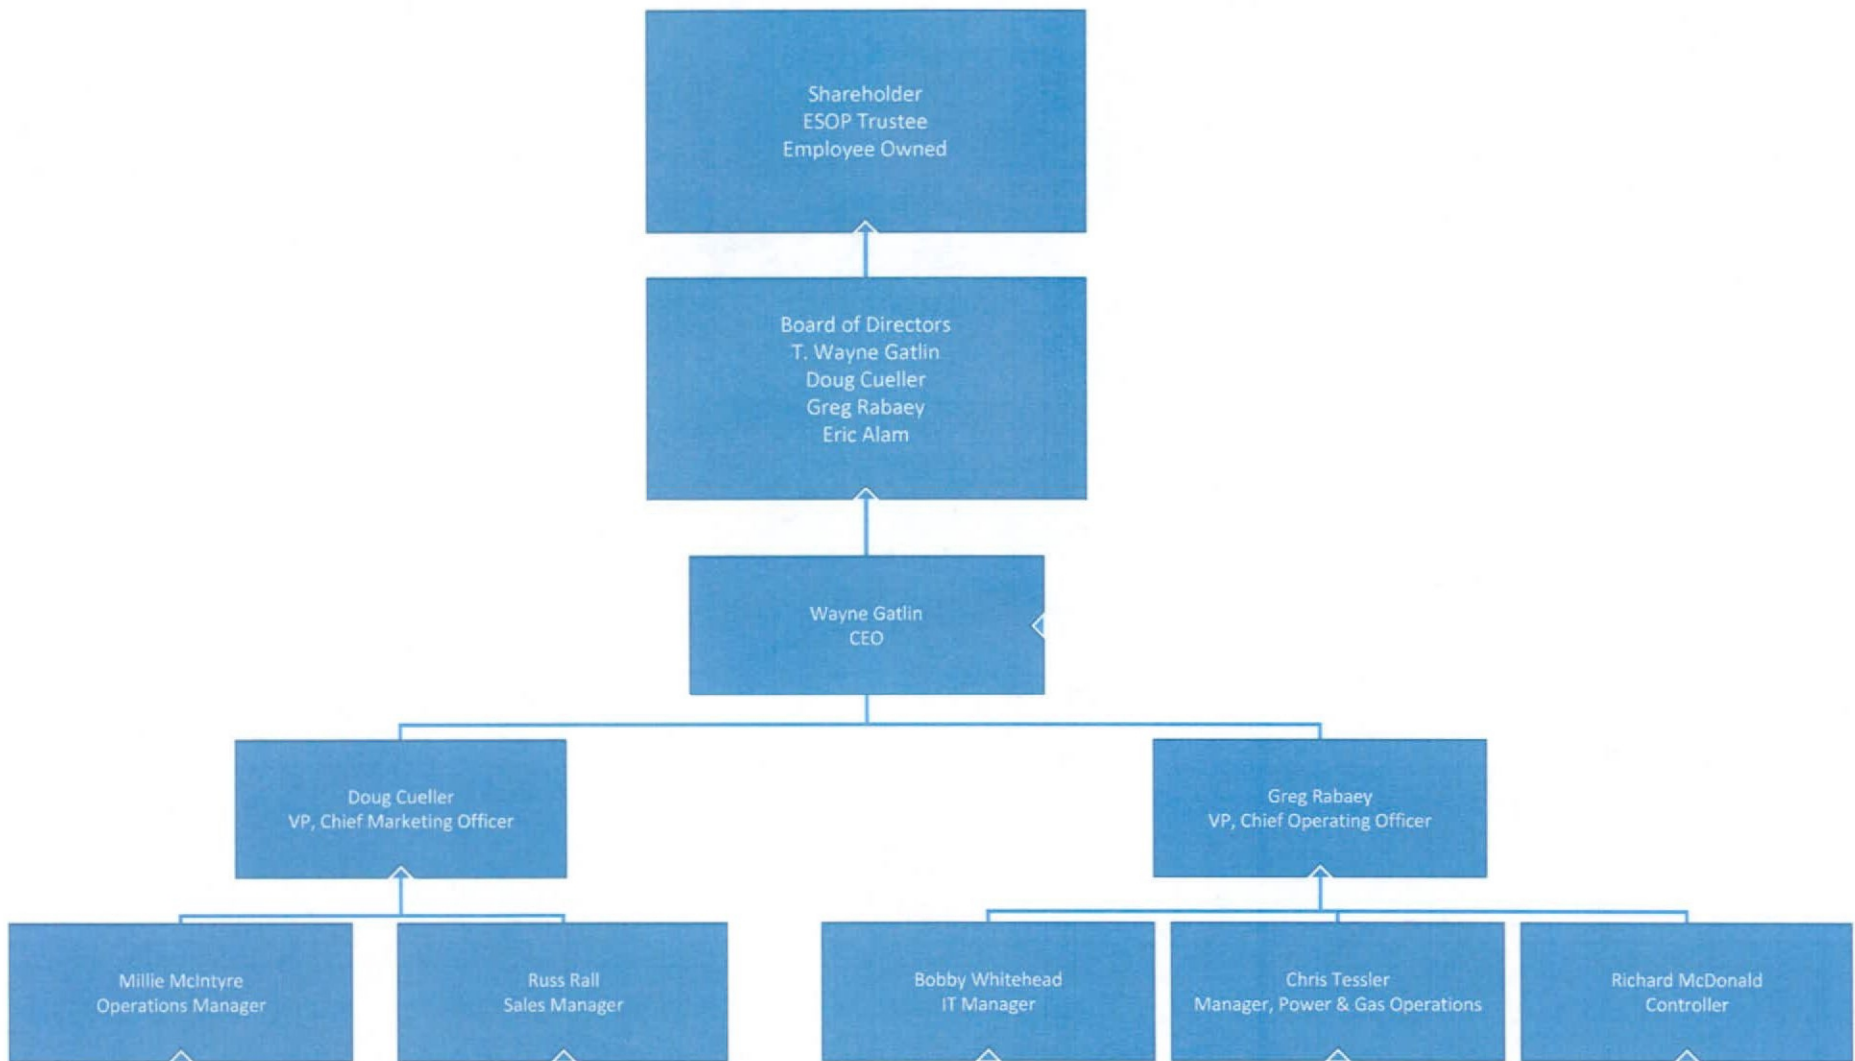 Shareholder
ESOP Trustee
Employee Owned
Board of Directors
T. Wayne Gatlin
Doug Cueller
Greg Rabaey
Eric Alam
Wayne Gatlin
CEO
Doug Cueller
VP, Chief Marketing Officer
Greg Rabaey
VP, Chief Operating Officer
Millie McIntyre
Operations Manager
Russ Rall
Sales Manager
Bobby Whitehead
IT Manager
Chris Tessler
Manager, Power & Gas Operations
Richard McDonald
Controller